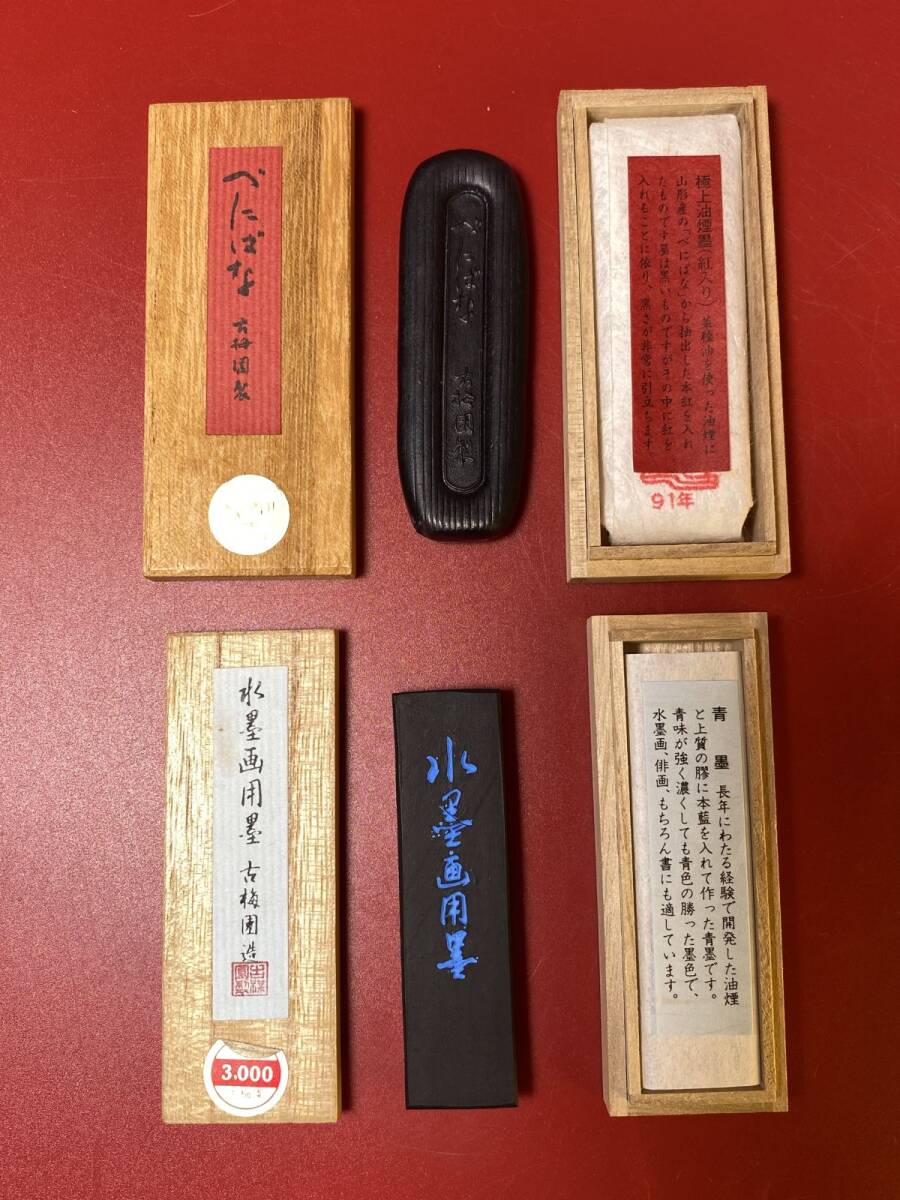 べにばな 古梅園製
べにばな 古梅園製
極上油煙墨(紅入り) 菜種油を使った油煙に
山形産の「べにばな」から抽出した本紅を入れ
たものです墨は黒いものですがその中に紅を
入れることに依り、黒さが非常に引立ちます
91年
水墨画用墨 古梅園造
古梅園製
3.000
水墨画用墨
青 墨 長年にわたる経験で開発した油煙
と上質の膠に本藍を入れて作った青墨です。
青味が強く濃くしても青色の勝った墨色で、
水墨画、俳画、もちろん書にも適しています。